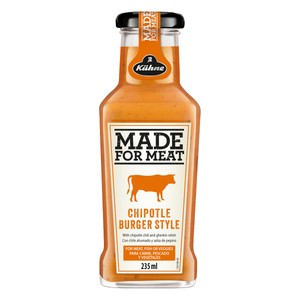 MADE
FOR MEAT
Kühne
MADE
FOR MEAT
CHIPOTLE
BURGER STYLE
With chipotle chili and gherkin relish
Con chile ahumado y salsa de pepino
FOR MEAT, FISH OR VEGGIES
PARA CARNE, PESCADO
Y VEGETALES
235 ml